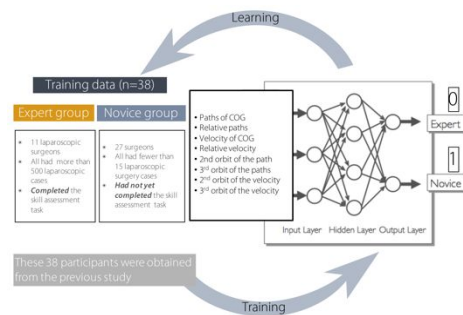 Learning
Training data (n=38)
Expert group
Novice group
• 11 laparoscopic
surgeons
• All had more than
500 laparoscopic
cases
• Completed the
skill assessment
task
• 27 surgeons
• All had fewer than
15 laparoscopic
surgery cases
• Had not yet
completed the skill
assessment task
These 38 participants were obtained
from the previous study
• Paths of COG
• Relative paths
• Velocity of COG
• Relative velocity
• 2nd orbit of the path
• 3rd orbit of the paths
• 2nd orbit of the velocity
• 3rd orbit of the velocity
Input Layer
Hidden Layer
Output Layer
0
Expert
1
Novice
Training